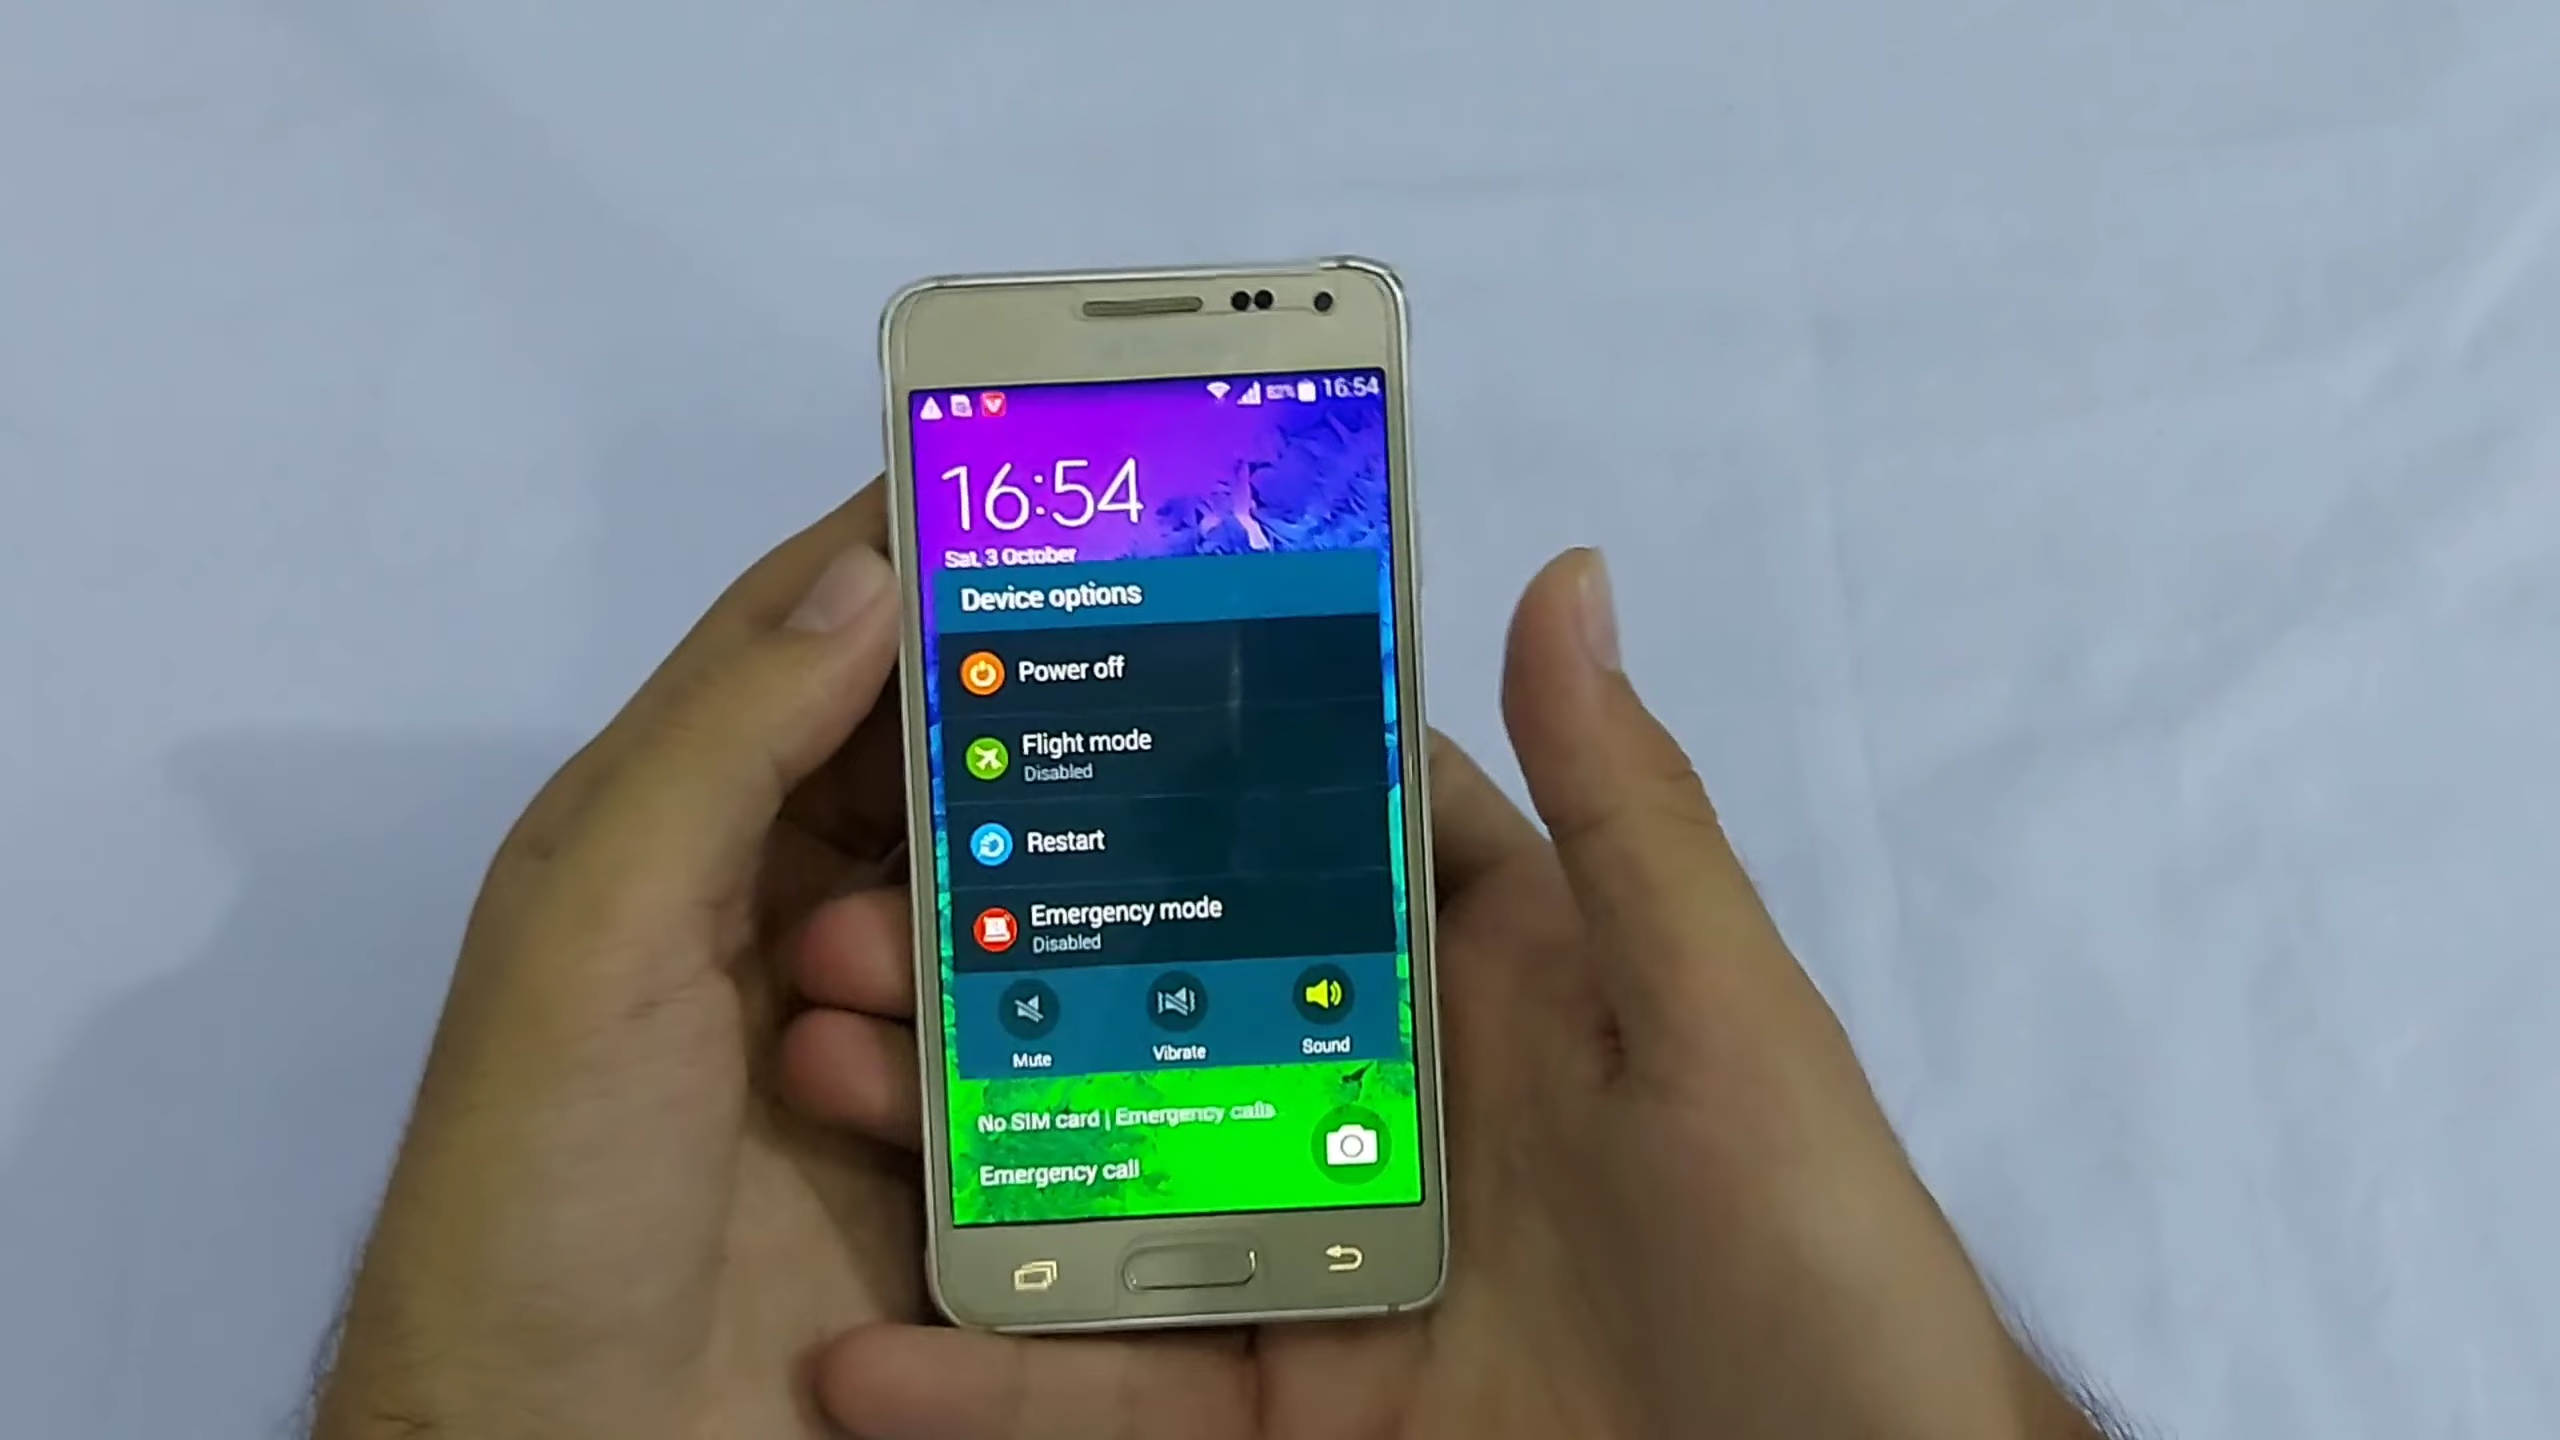 16:54
16:54
Sat, 3 October
Device options
Power off
Flight mode
Disabled
Restart
Emergency mode
Disabled
Mute
Vibrate
Sound
No SIM card | Emergency calls
Emergency call